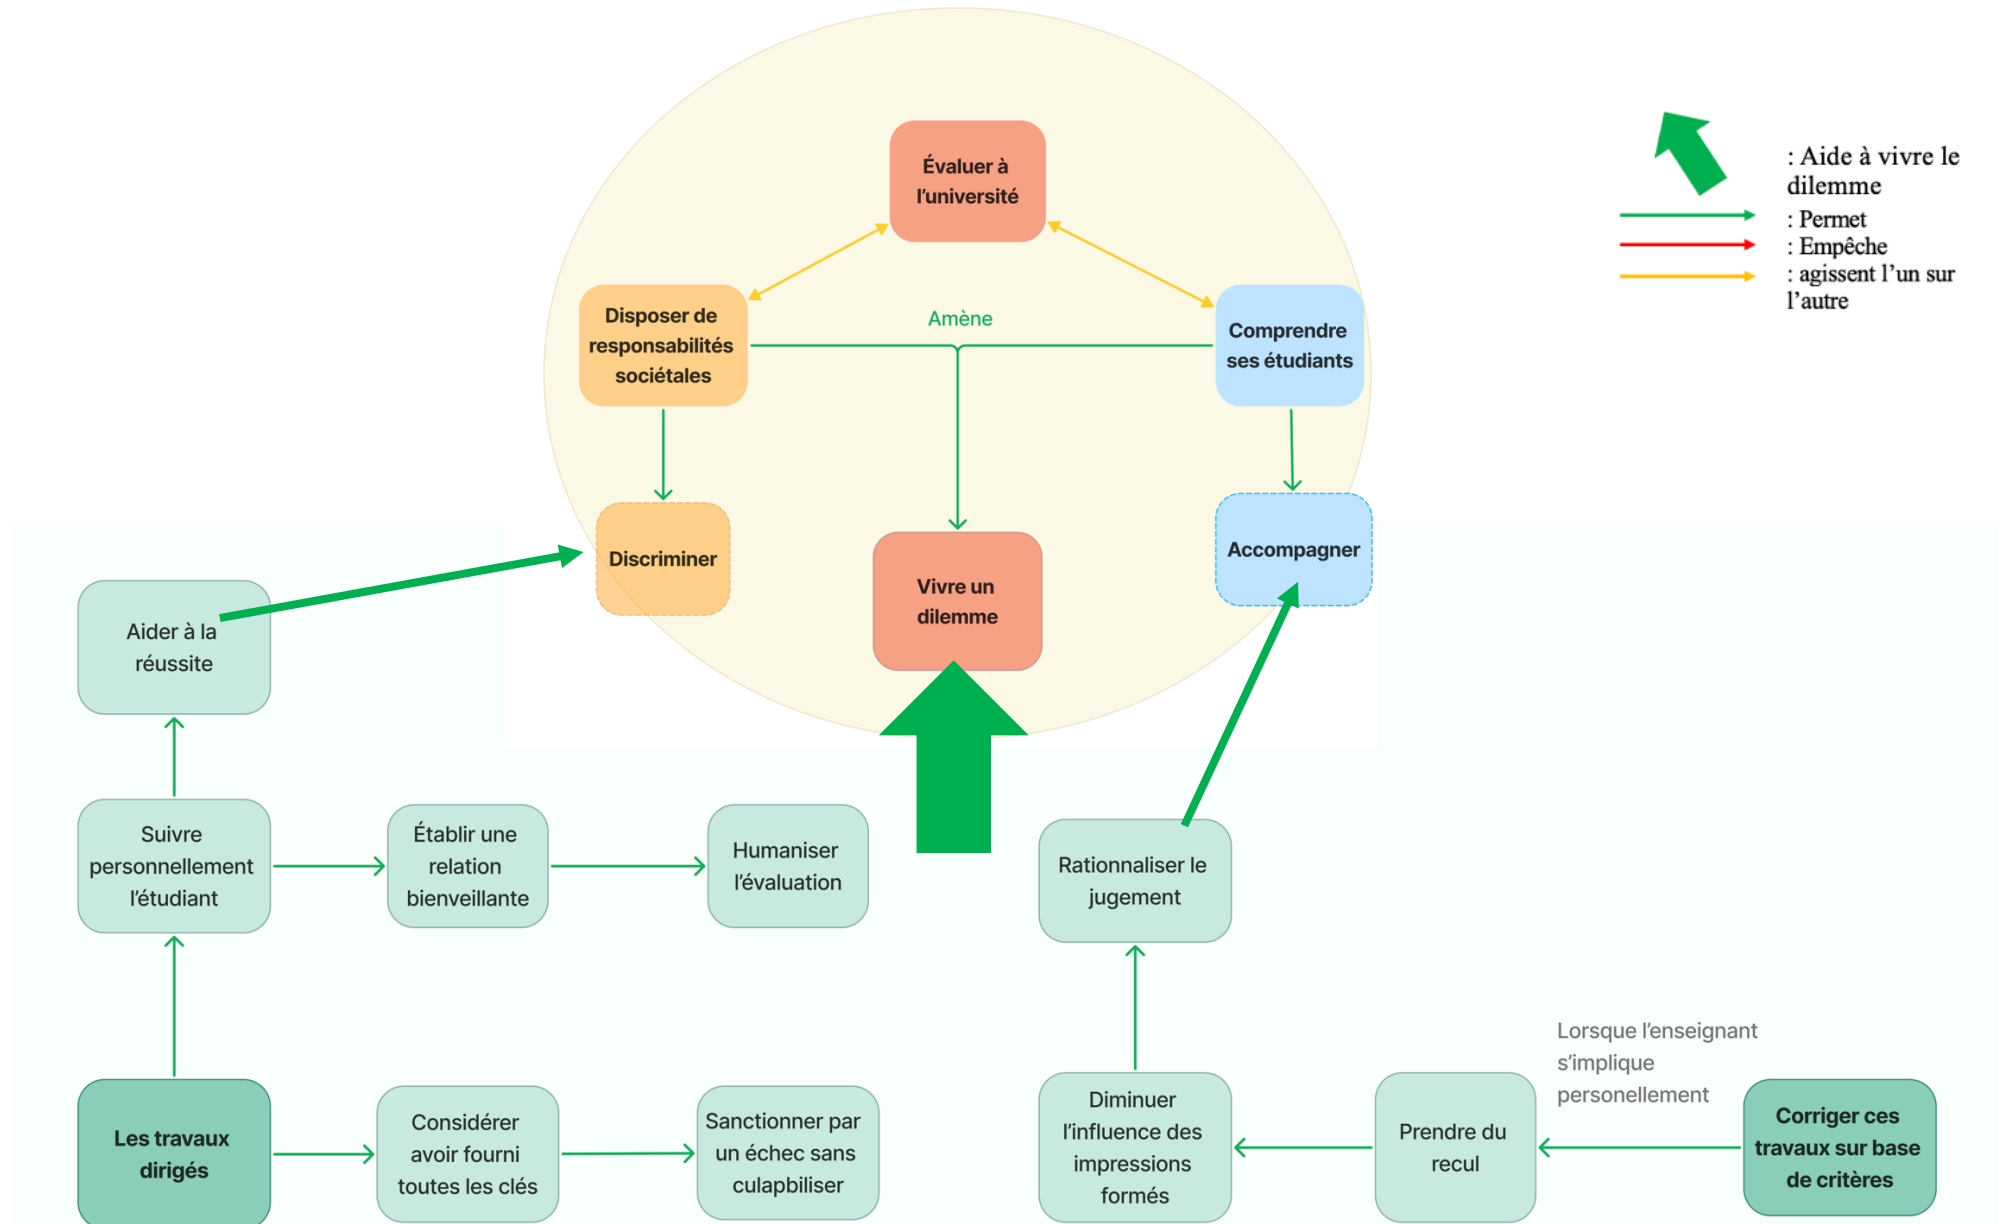 Évaluer à
l'université
: Aide à vivre le
dilemme
: Permet
: Empêche
: agissent l'un sur
l'autre
Disposer de
responsabilités
sociétales
Amène
Comprendre
ses étudiants
Discriminer
Vivre un
dilemme
Accompagner
Aider à la
réussite
Suivre
personnellement
l'étudiant
Établir une
relation
bienveillante
Humaniser
l'évaluation
Rationnaliser le
jugement
Les travaux
dirigés
Considérer
avoir fourni
toutes les clés
Sanctionner par
un échec sans
culapbiliser
Diminuer
l'influence des
impressions
formés
Prendre du
recul
Lorsque l'enseignant
s'implique
personellement
Corriger ces
travaux sur base
de critères